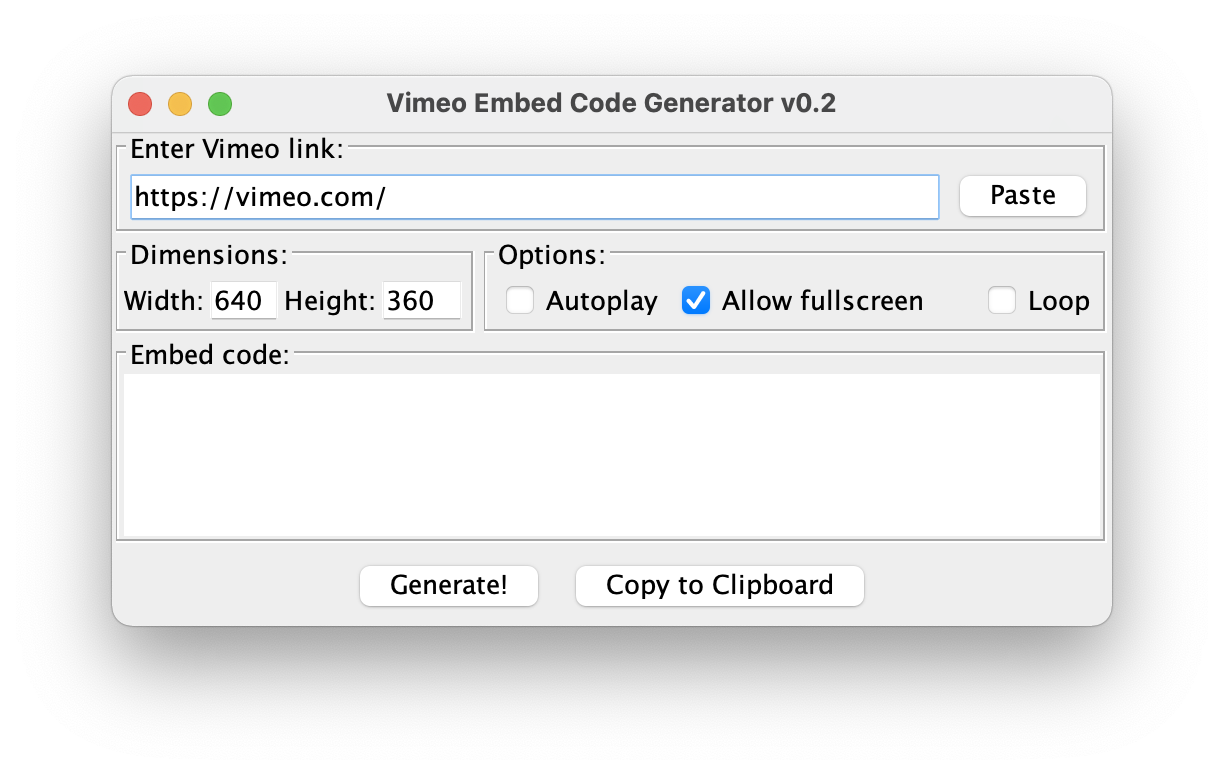 Vimeo Embed Code Generator v0.2
Enter Vimeo link:
https://vimeo.com/ Paste
Dimensions: Options:
Width: 640 Height: 360 Autoplay Allow fullscreen Loop
Embed code:
Generate! Copy to Clipboard